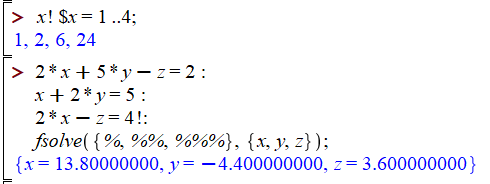 > x! $x = 1 ..4;
1, 2, 6, 24
> 2*x + 5*y − z = 2 :
x + 2*y = 5 :
2*x − z = 4!:
fsolve( {%, %%, %%%}, {x, y, z} );
{x = 13.80000000, y = −4.400000000, z = 3.600000000}